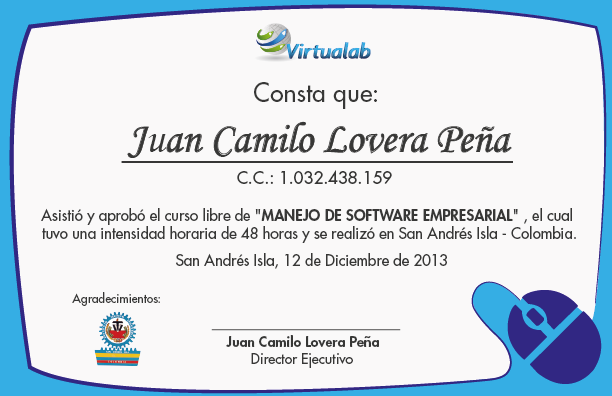 Virtualab
Consta que:
Juan Camilo Lovera Peña
C.C.: 1.032.438.159
Asistió y aprobó el curso libre de "MANEJO DE SOFTWARE EMPRESARIAL" , el cual
tuvo una intensidad horaria de 48 horas y se realizó en San Andrés Isla - Colombia.
San Andrés Isla, 12 de Diciembre de 2013
Agradecimientos:
Juan Camilo Lovera Peña
Director Ejecutivo